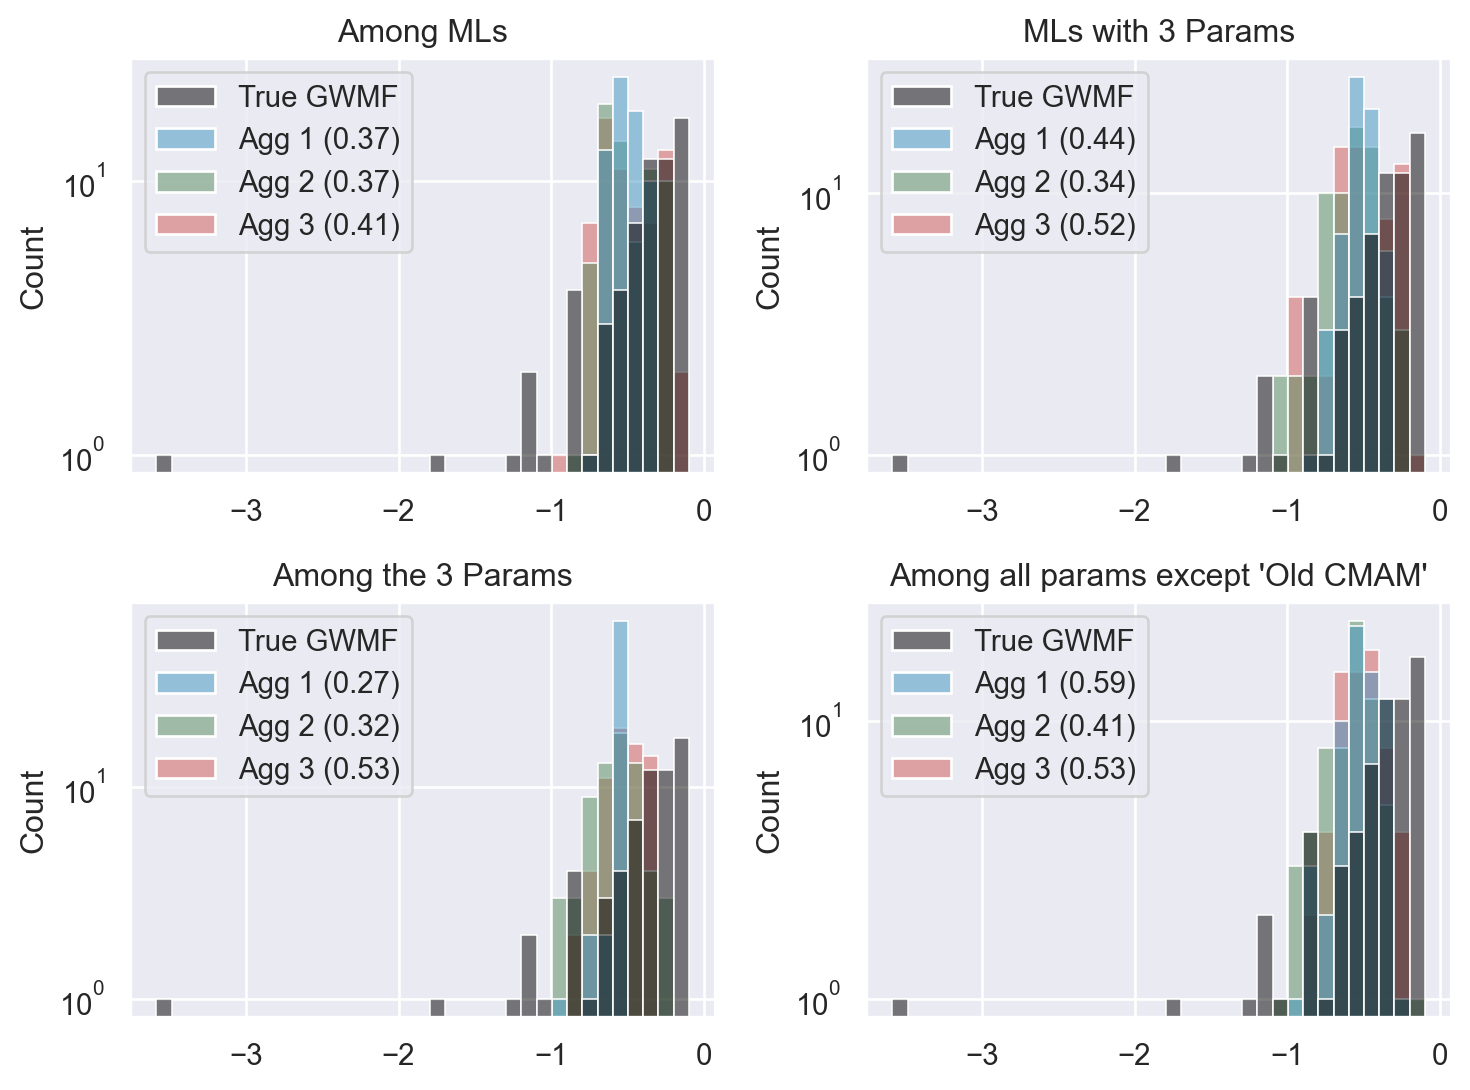 Among MLs
MLs with 3 Params
True GWMF
Agg 1 (0.37)
Agg 2 (0.37)
Agg 3 (0.41)
10^1
10^0
Count
−3 −2 −1 0
True GWMF
Agg 1 (0.44)
Agg 2 (0.34)
Agg 3 (0.52)
10^1
10^0
Count
−3 −2 −1 0
Among the 3 Params
Among all params except 'Old CMAM'
True GWMF
Agg 1 (0.27)
Agg 2 (0.32)
Agg 3 (0.53)
10^1
10^0
Count
−3 −2 −1 0
True GWMF
Agg 1 (0.59)
Agg 2 (0.41)
Agg 3 (0.53)
10^1
10^0
Count
−3 −2 −1 0